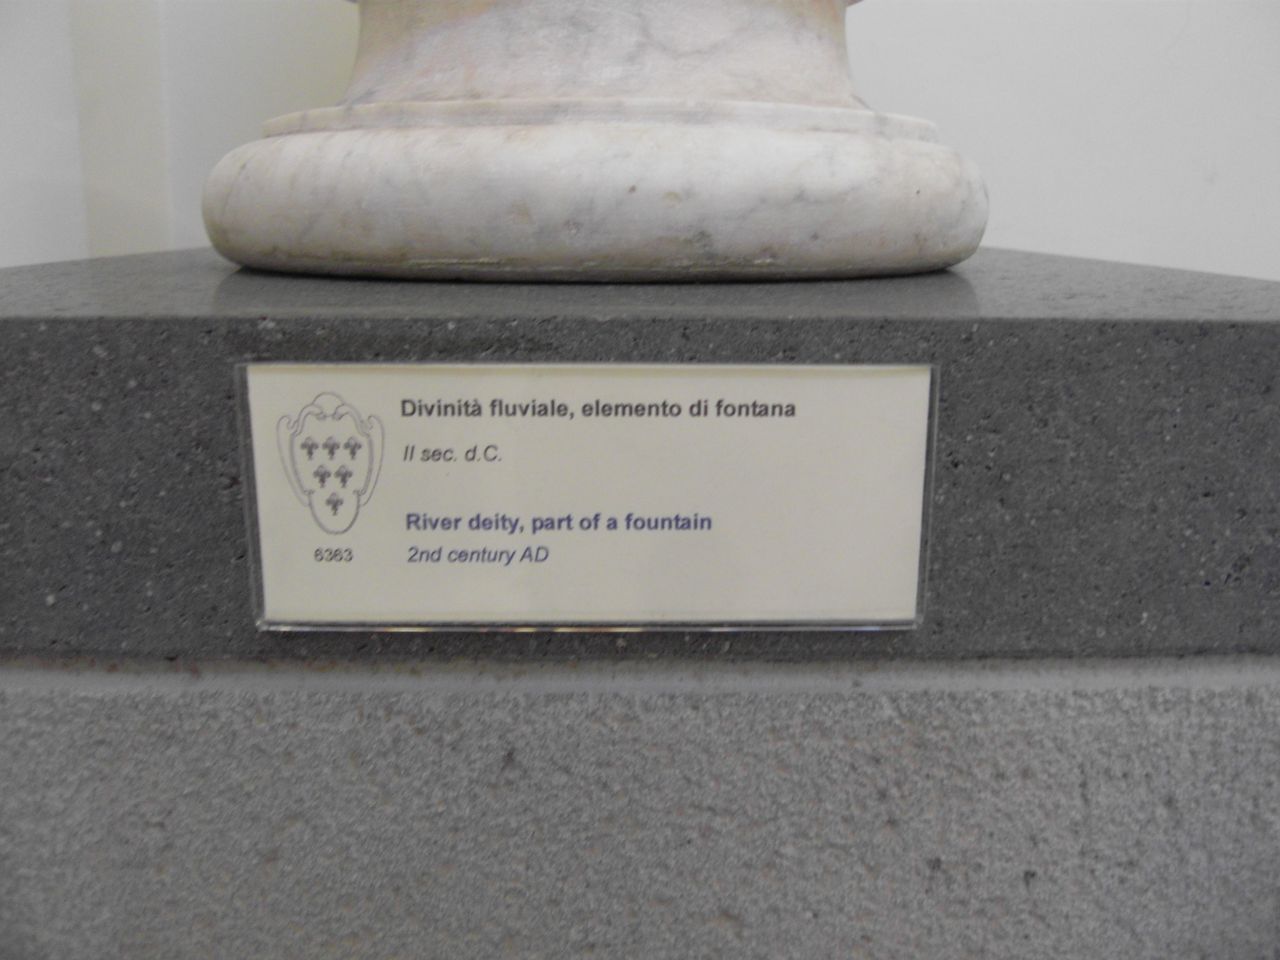 Divinità fluviale, elemento di fontana
II sec. d.C.
River deity, part of a fountain
2nd century AD
6363